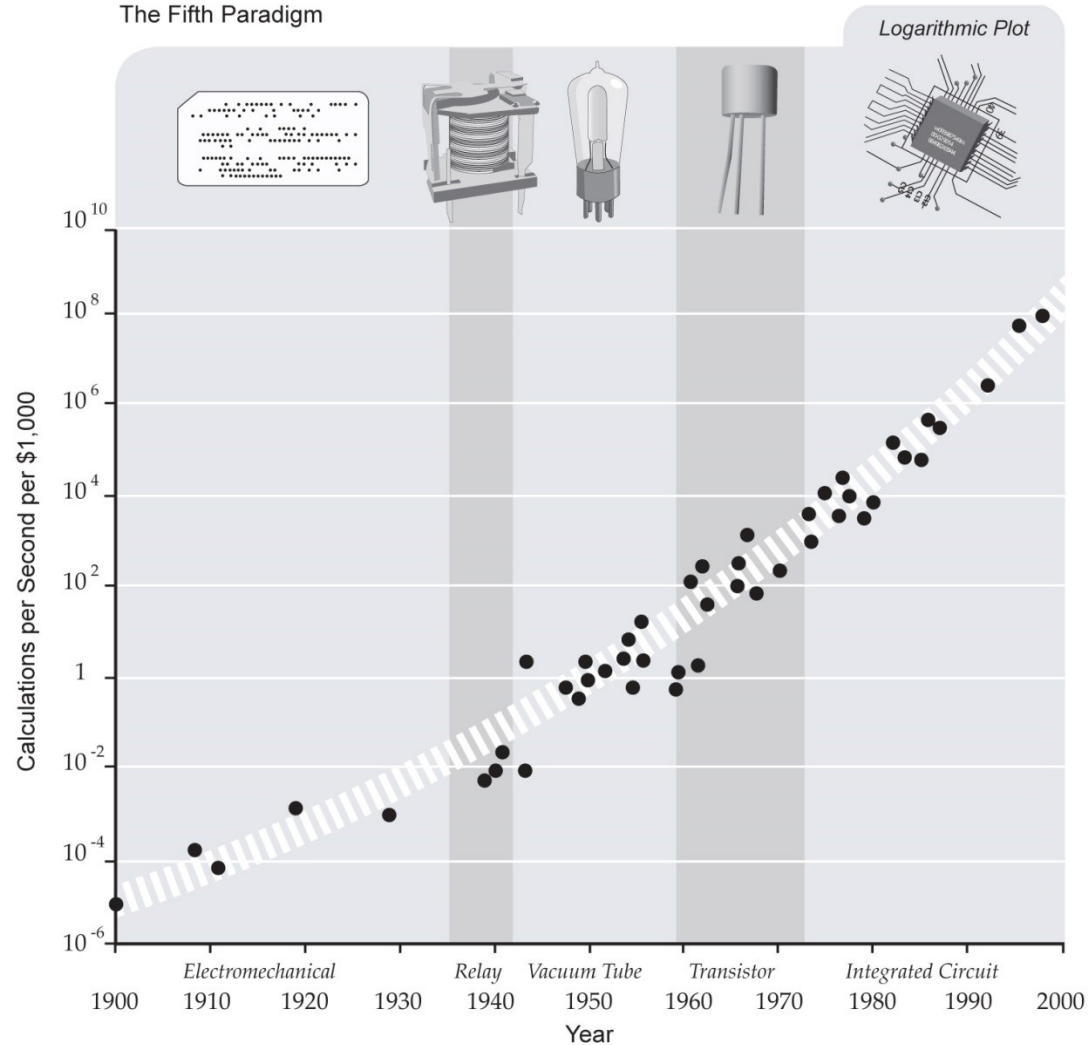 The Fifth Paradigm
Logarithmic Plot
10^10
10^8
10^6
10^4
10^2
1
10^-2
10^-4
10^-6
Calculations per Second per $1,000
Electromechanical Relay Vacuum Tube Transistor Integrated Circuit
1900 1910 1920 1930 1940 1950 1960 1970 1980 1990 2000
Year